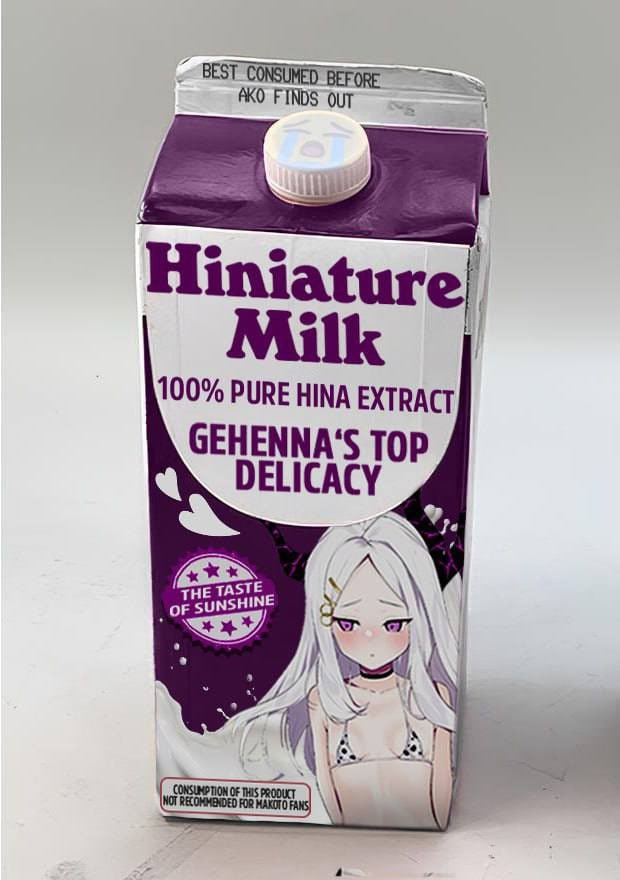 BEST CONSUMED BEFORE
AKO FINDS OUT
Hiniature
Milk
100% PURE HINA EXTRACT
GEHENNA'S TOP
DELICACY
THE TASTE
OF SUNSHINE
CONSUMPTION OF THIS PRODUCT
NOT RECOMMENDED FOR MAKOTO FANS